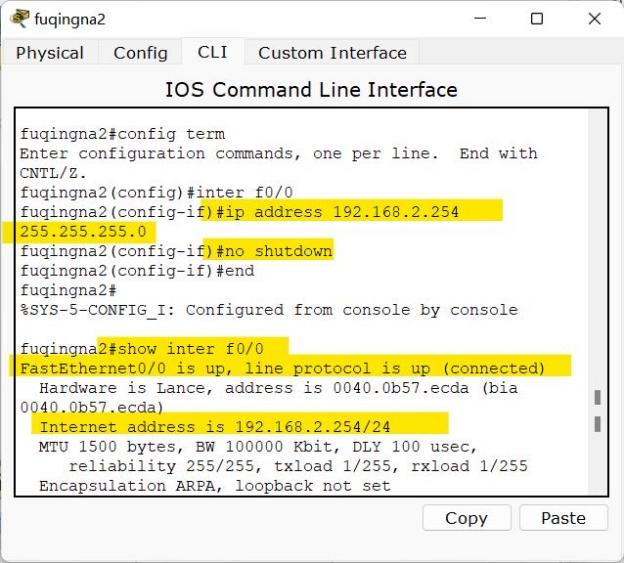 fuqingna2
Physical Config CLI Custom Interface
IOS Command Line Interface
fuqingna2#config term
Enter configuration commands, one per line.  End with
CNTL/Z.
fuqingna2(config)#inter f0/0
fuqingna2(config-if)#ip address 192.168.2.254
255.255.255.0
fuqingna2(config-if)#no shutdown
fuqingna2(config-if)#end
fuqingna2#
%SYS-5-CONFIG_I: Configured from console by console
fuqingna2#show inter f0/0
FastEthernet0/0 is up, line protocol is up (connected)
  Hardware is Lance, address is 0040.0b57.ecda (bia
0040.0b57.ecda)
  Internet address is 192.168.2.254/24
  MTU 1500 bytes, BW 100000 Kbit, DLY 100 usec,
     reliability 255/255, txload 1/255, rxload 1/255
  Encapsulation ARPA, loopback not set
Copy Paste